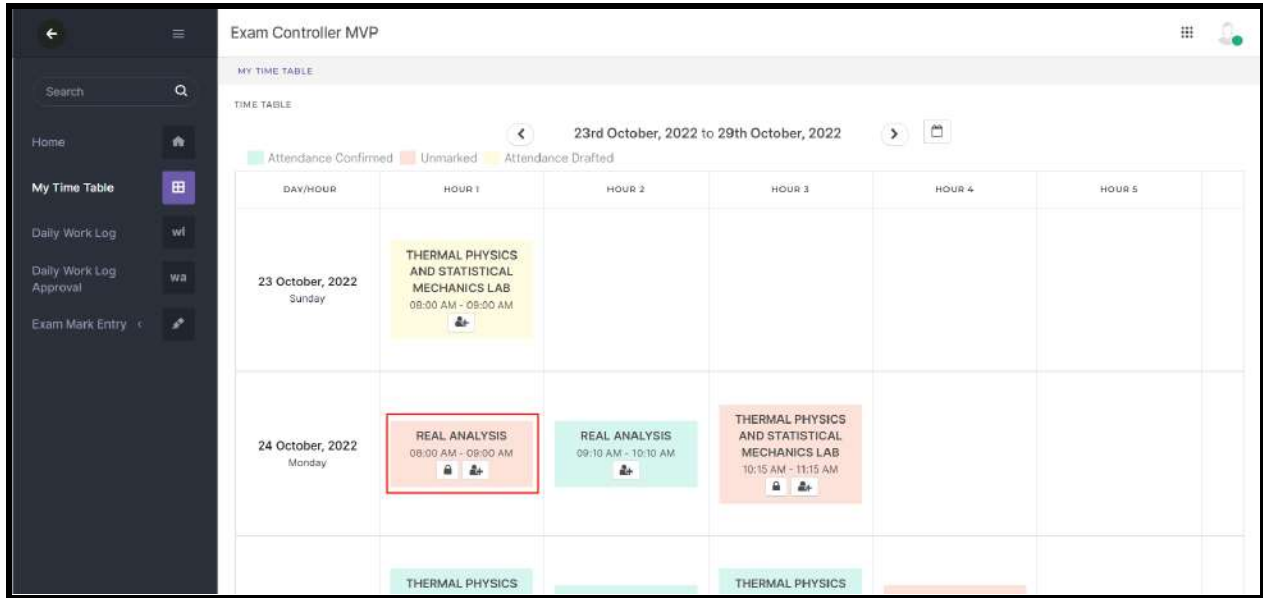 Exam Controller MVP
MY TIME TABLE
Search
Home
My Time Table
Daily Work Log
wl
Daily Work Log
Approval
wa
Exam Mark Entry
TIME TABLE
23rd October, 2022 to 29th October, 2022
Attendance Confirmed Unmarked Attendance Drafted
DAY/HOUR HOUR 1 HOUR 2 HOUR 3 HOUR 4 HOUR 5
23 October, 2022
Sunday
THERMAL PHYSICS
AND STATISTICAL
MECHANICS LAB
08:00 AM - 09:00 AM
24 October, 2022
Monday
REAL ANALYSIS
08:00 AM - 09:00 AM
REAL ANALYSIS
09:10 AM - 10:10 AM
THERMAL PHYSICS
AND STATISTICAL
MECHANICS LAB
10:15 AM - 11:15 AM
THERMAL PHYSICS
THERMAL PHYSICS